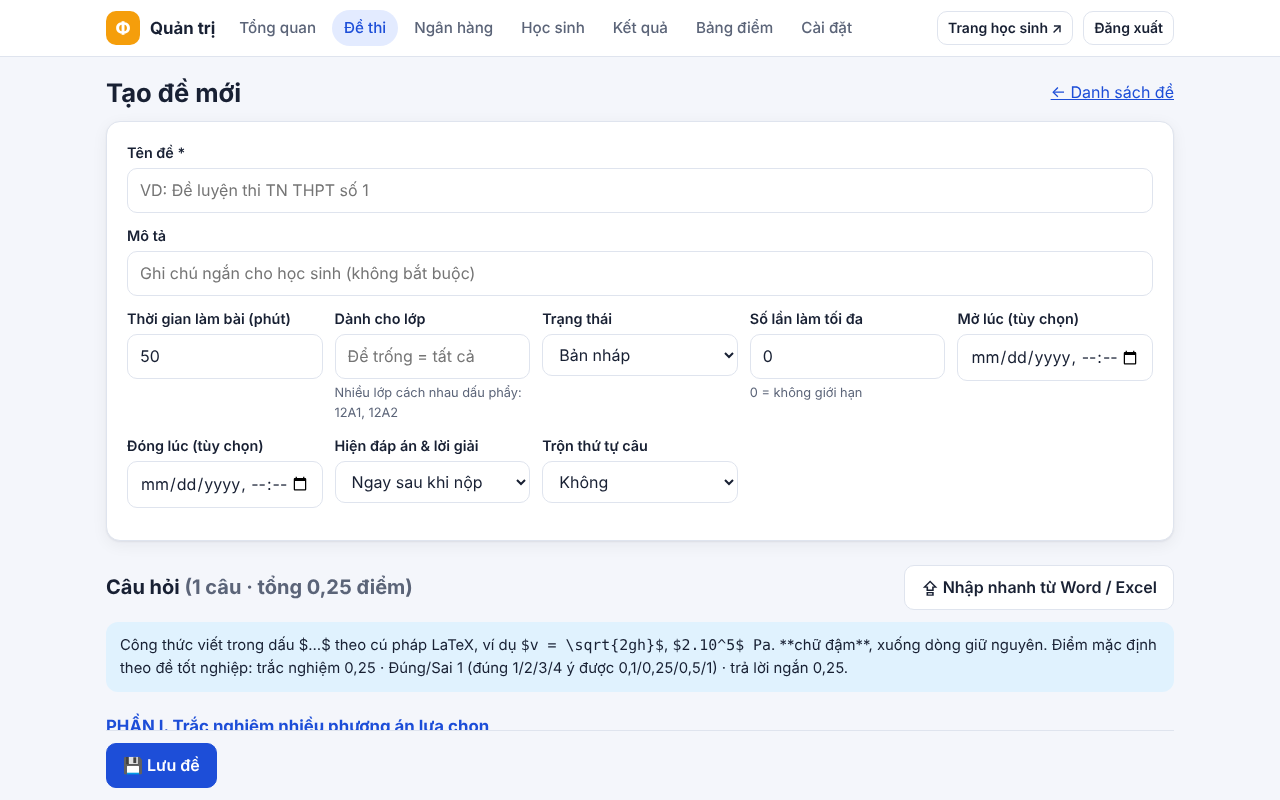 Φ Quản trị Tổng quan Đề thi Ngân hàng Học sinh Kết quả Bảng điểm Cài đặt Trang học sinh ↗ Đăng xuất
Tạo đề mới ← Danh sách đề
Tên đề *
VD: Đề luyện thi TN THPT số 1
Mô tả
Ghi chú ngắn cho học sinh (không bắt buộc)
Thời gian làm bài (phút) Dành cho lớp Trạng thái Số lần làm tối đa Mở lúc (tùy chọn)
50 Để trống = tất cả Bản nháp 0 mm/dd/yyyy, --:--
Nhiều lớp cách nhau dấu phẩy: 0 = không giới hạn
12A1, 12A2
Đóng lúc (tùy chọn) Hiện đáp án & lời giải Trộn thứ tự câu
mm/dd/yyyy, --:-- Ngay sau khi nộp Không
Câu hỏi (1 câu · tổng 0,25 điểm) Nhập nhanh từ Word / Excel
Công thức viết trong dấu $...$ theo cú pháp LaTeX, ví dụ $v = \sqrt{2gh}$, $2.10^5$ Pa. **chữ đậm**, xuống dòng giữ nguyên. Điểm mặc định
theo đề tốt nghiệp: trắc nghiệm 0,25 · Đúng/Sai 1 (đúng 1/2/3/4 ý được 0,1/0,25/0,5/1) · trả lời ngắn 0,25.
PHẦN I. Trắc nghiệm nhiều phương án lựa chọn
💾 Lưu đề